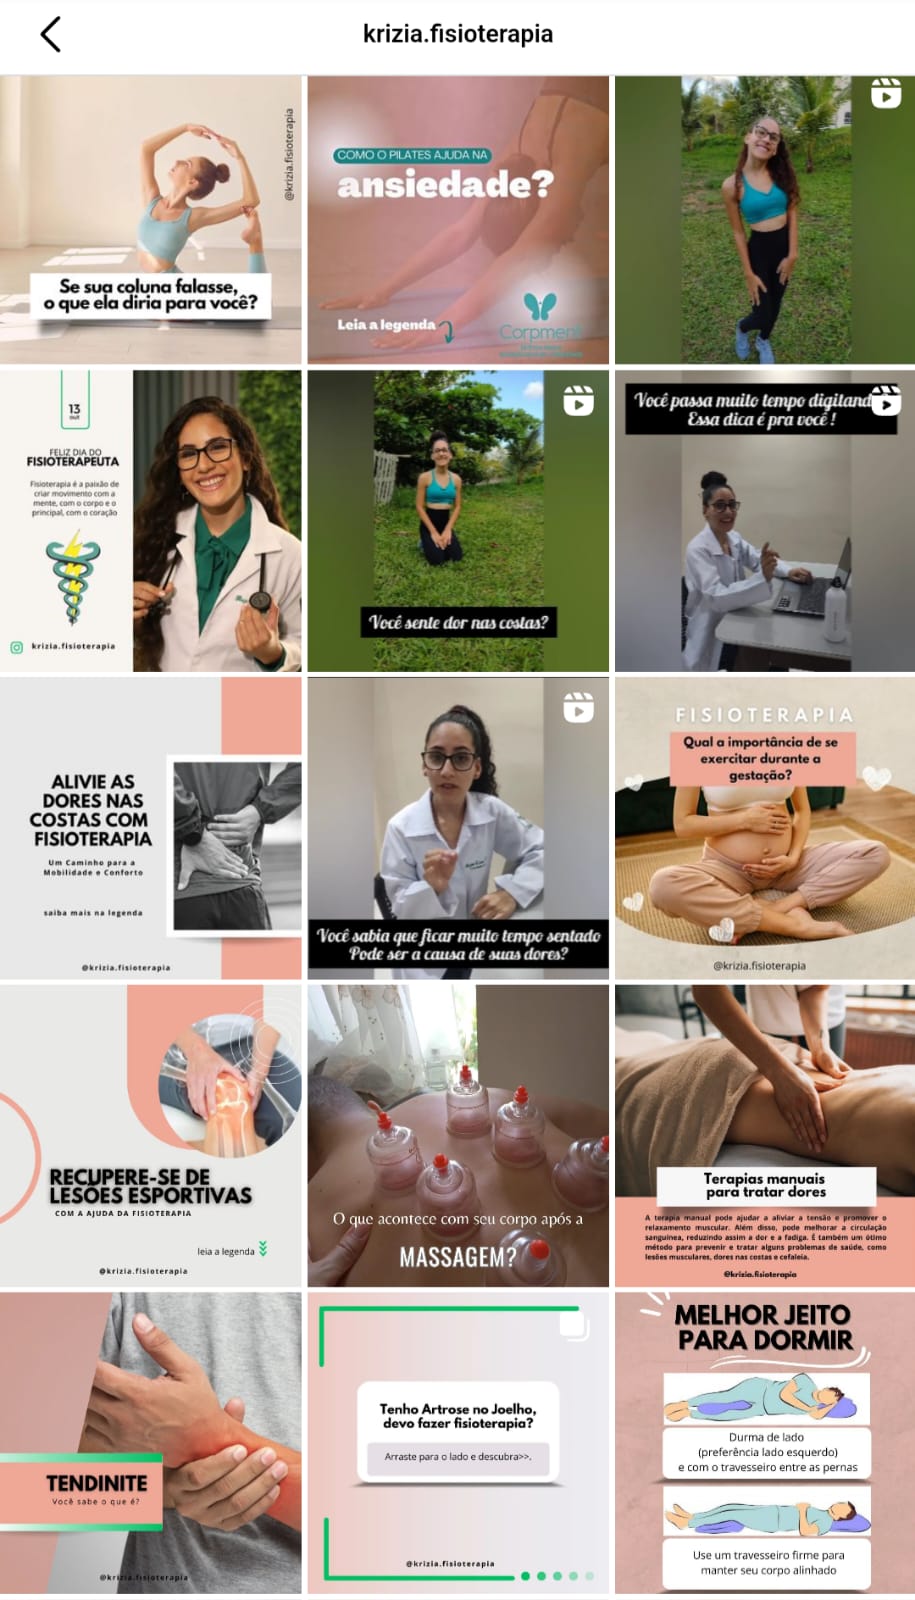 krizia.fisioterapia
@krizia.fisioterapia
Se sua coluna falasse,
o que ela diria para você?
COMO O PILATES AJUDA NA
ansiedade?
Leia a legenda
Corpment
13
out
FELIZ DIA DO
FISIOTERAPEUTA
Fisioterapia é a paixão de
criar movimento com a
mente, com o corpo e o
principal, com o coração
krizia.fisioterapia
Você sente dor nas costas?
Você passa muito tempo digitand
Essa dica é pra você !
ALIVIE AS
DORES NAS
COSTAS COM
FISIOTERAPIA
Um Caminho para a
Mobilidade e Conforto
saiba mais na legenda
@krizia.fisioterapia
Você sabia que ficar muito tempo sentado
Pode ser a causa de suas dores?
FISIOTERAPIA
Qual a importância de se
exercitar durante a
gestação?
@krizia.fisioterapia
RECUPERE-SE DE
LESÕES ESPORTIVAS
COM A AJUDA DA FISIOTERAPIA
leia a legenda
@krizia.fisioterapia
O que acontece com seu corpo após a
MASSAGEM?
Terapias manuais
para tratar dores
A terapia manual pode ajudar a aliviar a tensão e promover o
relaxamento muscular. Além disso, pode melhorar a circulação
sanguínea, reduzindo assim a dor e a fadiga. É também um ótimo
método para prevenir e tratar alguns problemas de saúde, como
lesões musculares, dores nas costas e cefaleia.
@krizia.fisioterapia
TENDINITE
Você sabe o que é?
@krizia.fisioterapia
Tenho Artrose no Joelho,
devo fazer fisioterapia?
Arraste para o lado e descubra>>.
@krizia.fisioterapia
MELHOR JEITO
PARA DORMIR
Durma de lado
(preferência lado esquerdo)
e com o travesseiro entre as pernas
Use um travesseiro firme para
manter seu corpo alinhado